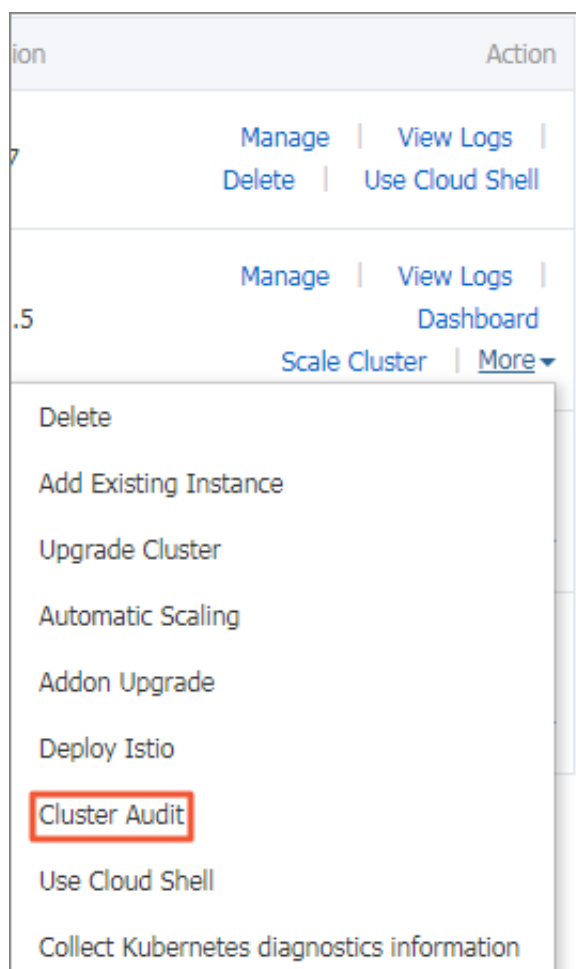 ion Action
Manage | View Logs |
7
Delete | Use Cloud Shell
Manage | View Logs |
.5 Dashboard
Scale Cluster | More
Delete
Add Existing Instance
Upgrade Cluster
Automatic Scaling
Addon Upgrade
Deploy Istio
Cluster Audit
Use Cloud Shell
Collect Kubernetes diagnostics information